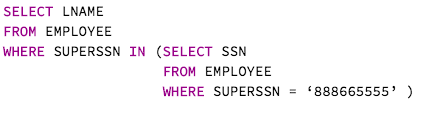 SELECT LNAME
FROM EMPLOYEE
WHERE SUPERSSN IN (SELECT SSN
FROM EMPLOYEE
WHERE SUPERSSN = ‘888665555’ )